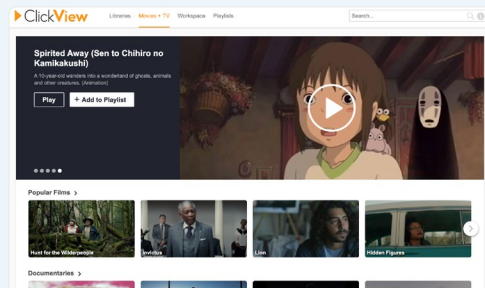 ClickView
Libraries Movies + TV Workspace Playlists Search...
Spirited Away (Sen to Chihiro no
Kamikakushi)
A 10-year-old wanders into a wonderland of ghosts, animals
and other creatures. (Animation)
Play + Add to Playlist
Popular Films >
Hunt for the Wilderpeople Invictus Lion Hidden Figures
Documentaries >